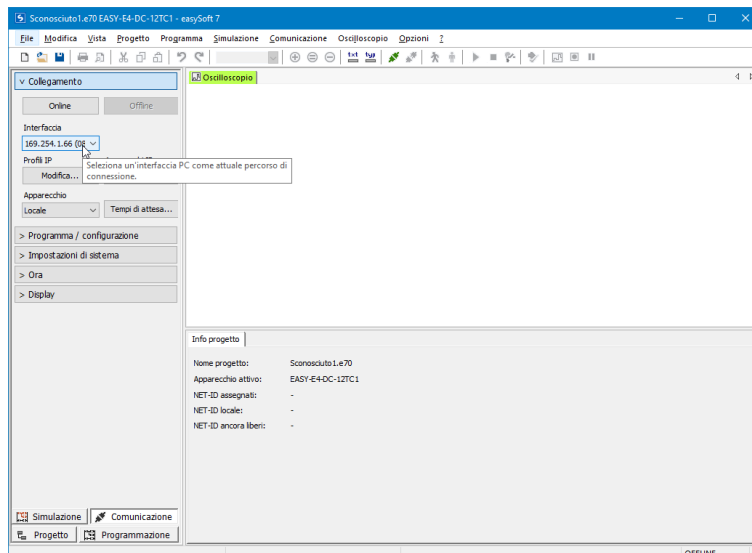 Sconosciuto1.e70 EASY-E4-DC-12TC1 - easySoft 7
File Modifica Vista Progetto Programma Simulazione Comunicazione Oscilloscopio Opzioni ?
Collegamento
Oscilloscopio
Online Offline
Interfaccia
169.254.1.66 (08
Profili IP
Modifica...
Seleziona un'interfaccia PC come attuale percorso di
connessione.
Apparecchio
Locale Tempi di attesa...
> Programma / configurazione
> Impostazioni di sistema
> Ora
> Display
Info progetto
Nome progetto: Sconosciuto1.e70
Apparecchio attivo: EASY-E4-DC-12TC1
NET-ID assegnati: -
NET-ID locale: -
NET-ID ancora liberi: -
Simulazione Comunicazione
Progetto Programmazione
OFFLINE